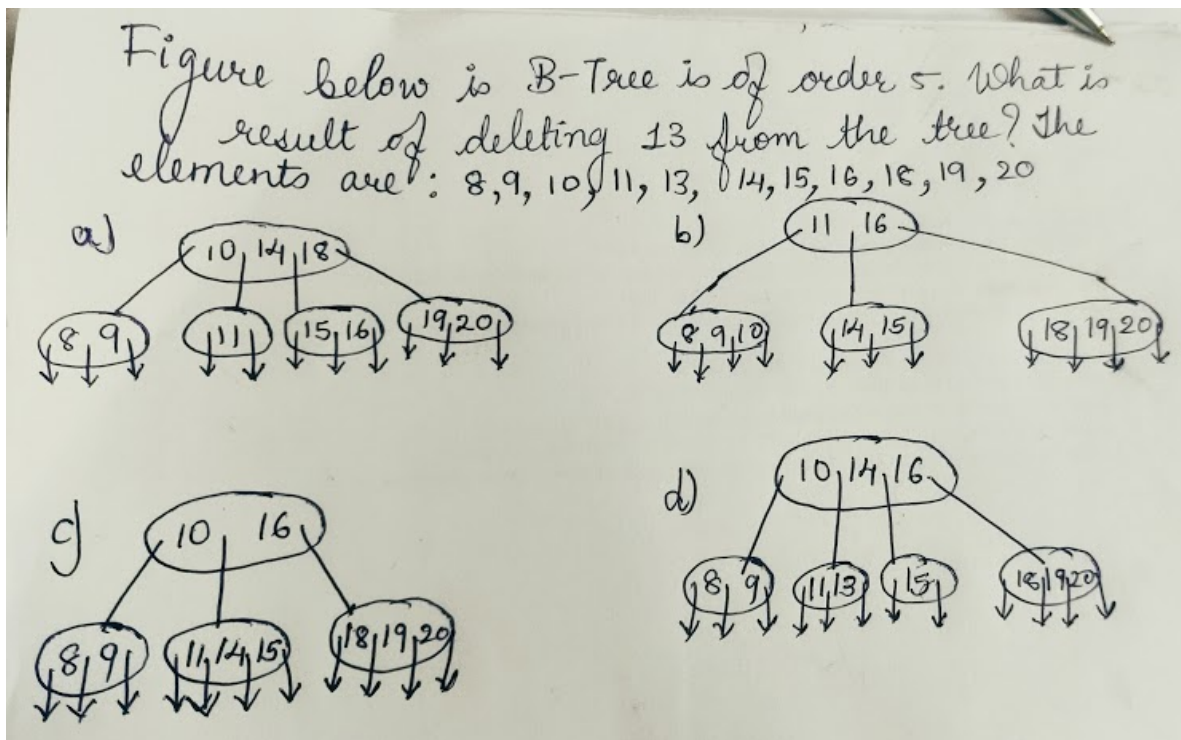 Figure below is B-Tree is of order 5. What is
result of deleting 13 from the tree? The
elements are: 8,9, 10, 11, 13, 14, 15, 16, 18, 19, 20
a) 10 14 18
8 9 11 15 16 19 20
b) 11 16
8 9 10 14 15 18 19 20
c) 10 16
8 9 11 14 15 18 19 20
d) 10 14 16
8 9 11 13 15 18 19 20